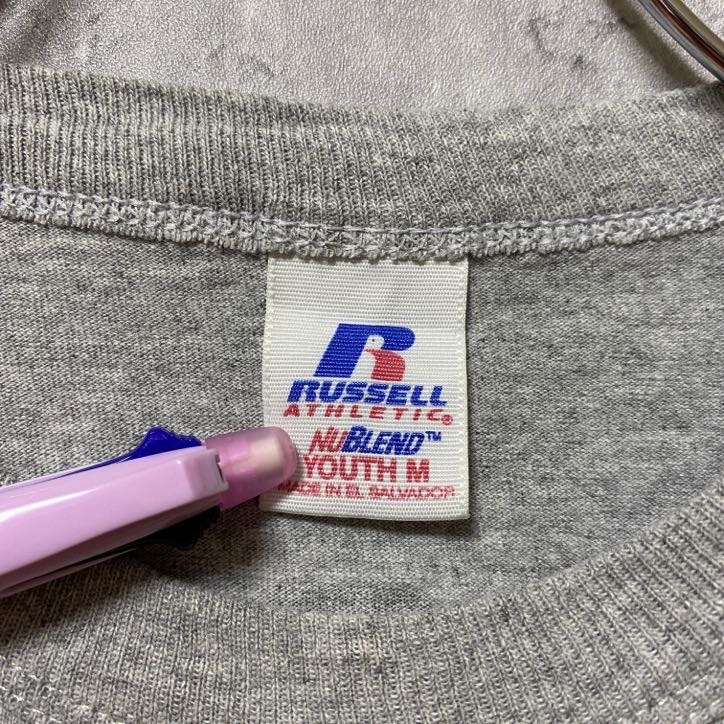 R
RUSSELL
ATHLETIC®
NUBLEND™
YOUTH M
MADE IN EL SALVADOR